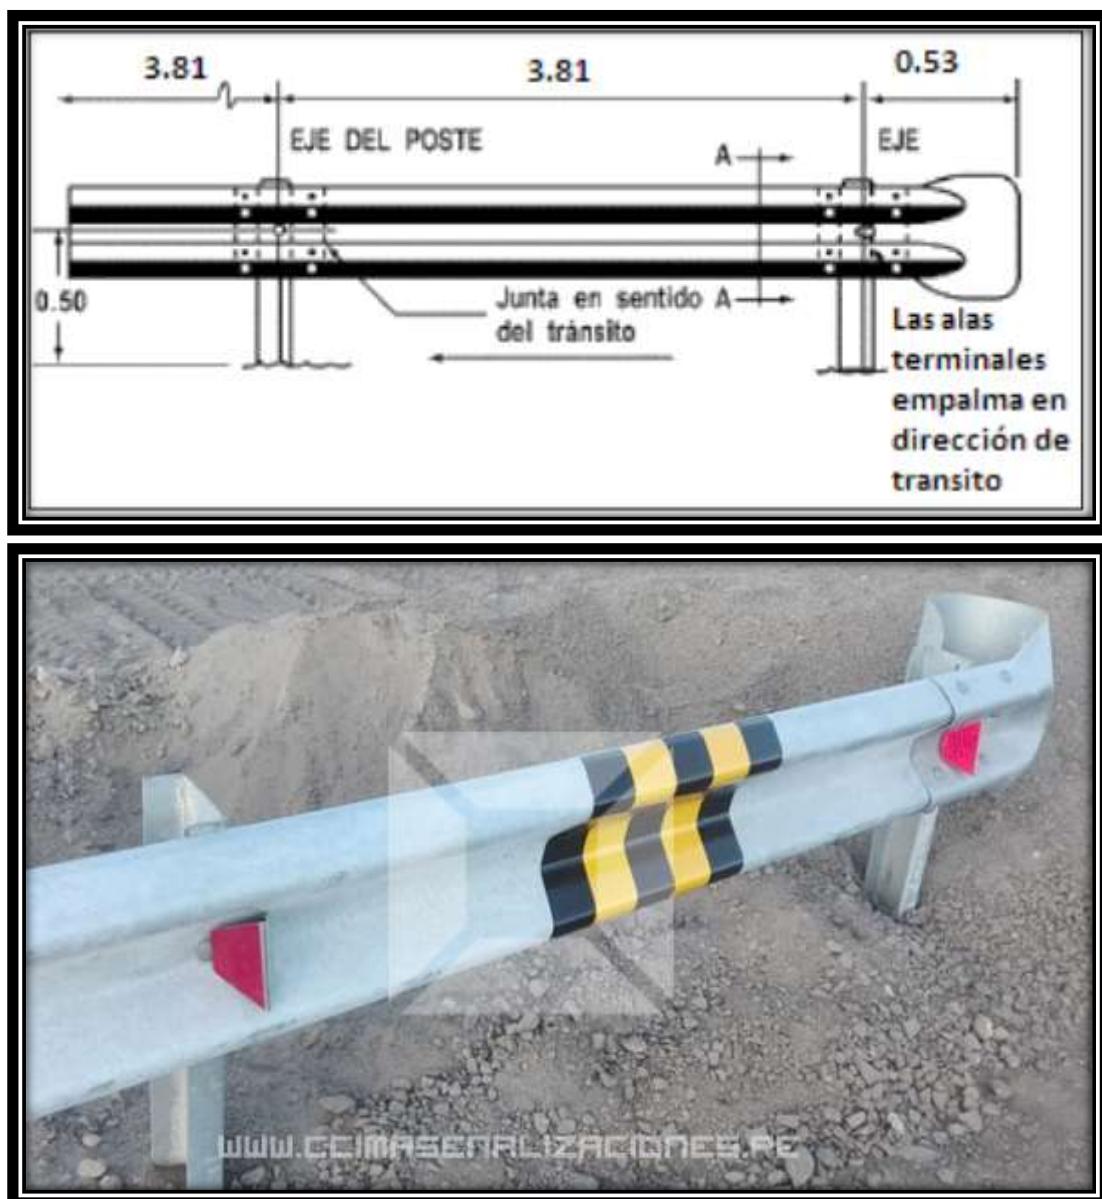 3.81
3.81
0.53
EJE DEL POSTE
EJE
A
0.50
Junta en sentido
A
del tránsito
Las alas
terminales
empalma en
dirección de
transito
WWW.CCIMASENALIZACIONES.PE